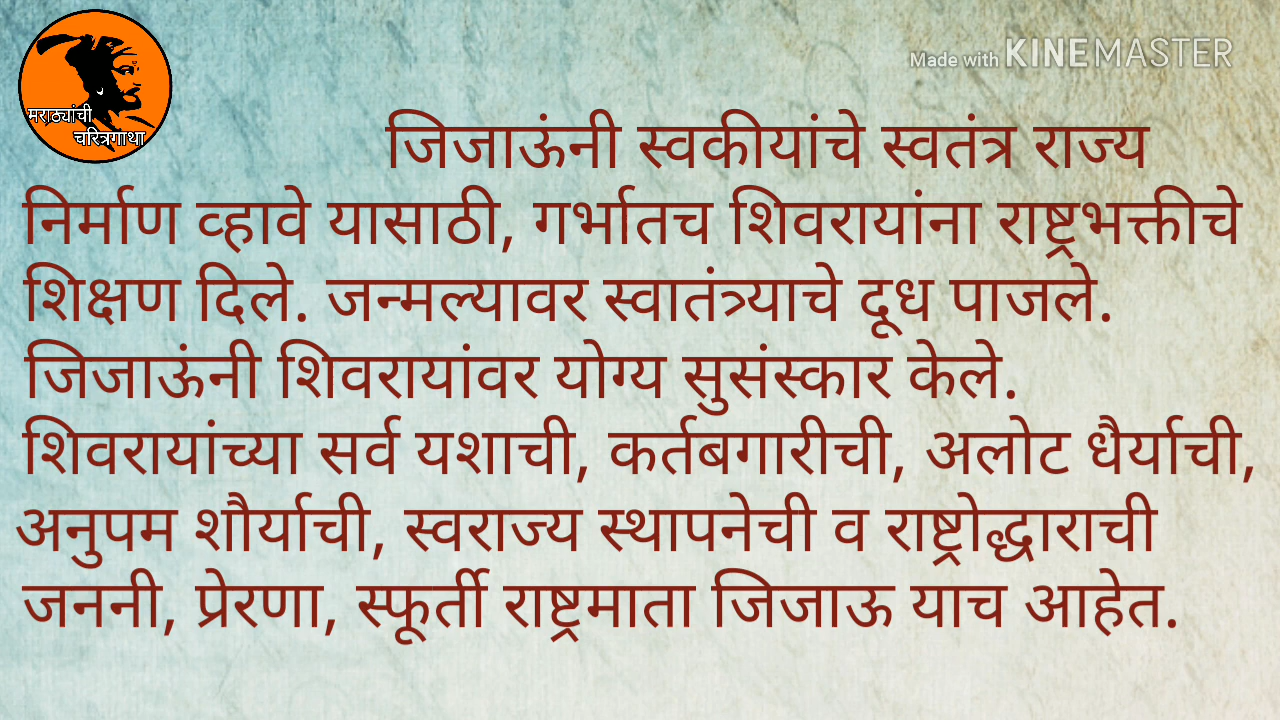 मराठ्यांची
चरित्रगाथा
Made with KINEMASTER
जिजाऊंनी स्वकीयांचे स्वतंत्र राज्य
निर्माण व्हावे यासाठी, गर्भातच शिवरायांना राष्ट्रभक्तीचे
शिक्षण दिले. जन्मल्यावर स्वातंत्र्याचे दूध पाजले.
जिजाऊंनी शिवरायांवर योग्य सुसंस्कार केले.
शिवरायांच्या सर्व यशाची, कर्तबगारीची, अलोट धैर्याची,
अनुपम शौर्याची, स्वराज्य स्थापनेची व राष्ट्रोद्धाराची
जननी, प्रेरणा, स्फूर्ती राष्ट्रमाता जिजाऊ याच आहेत.